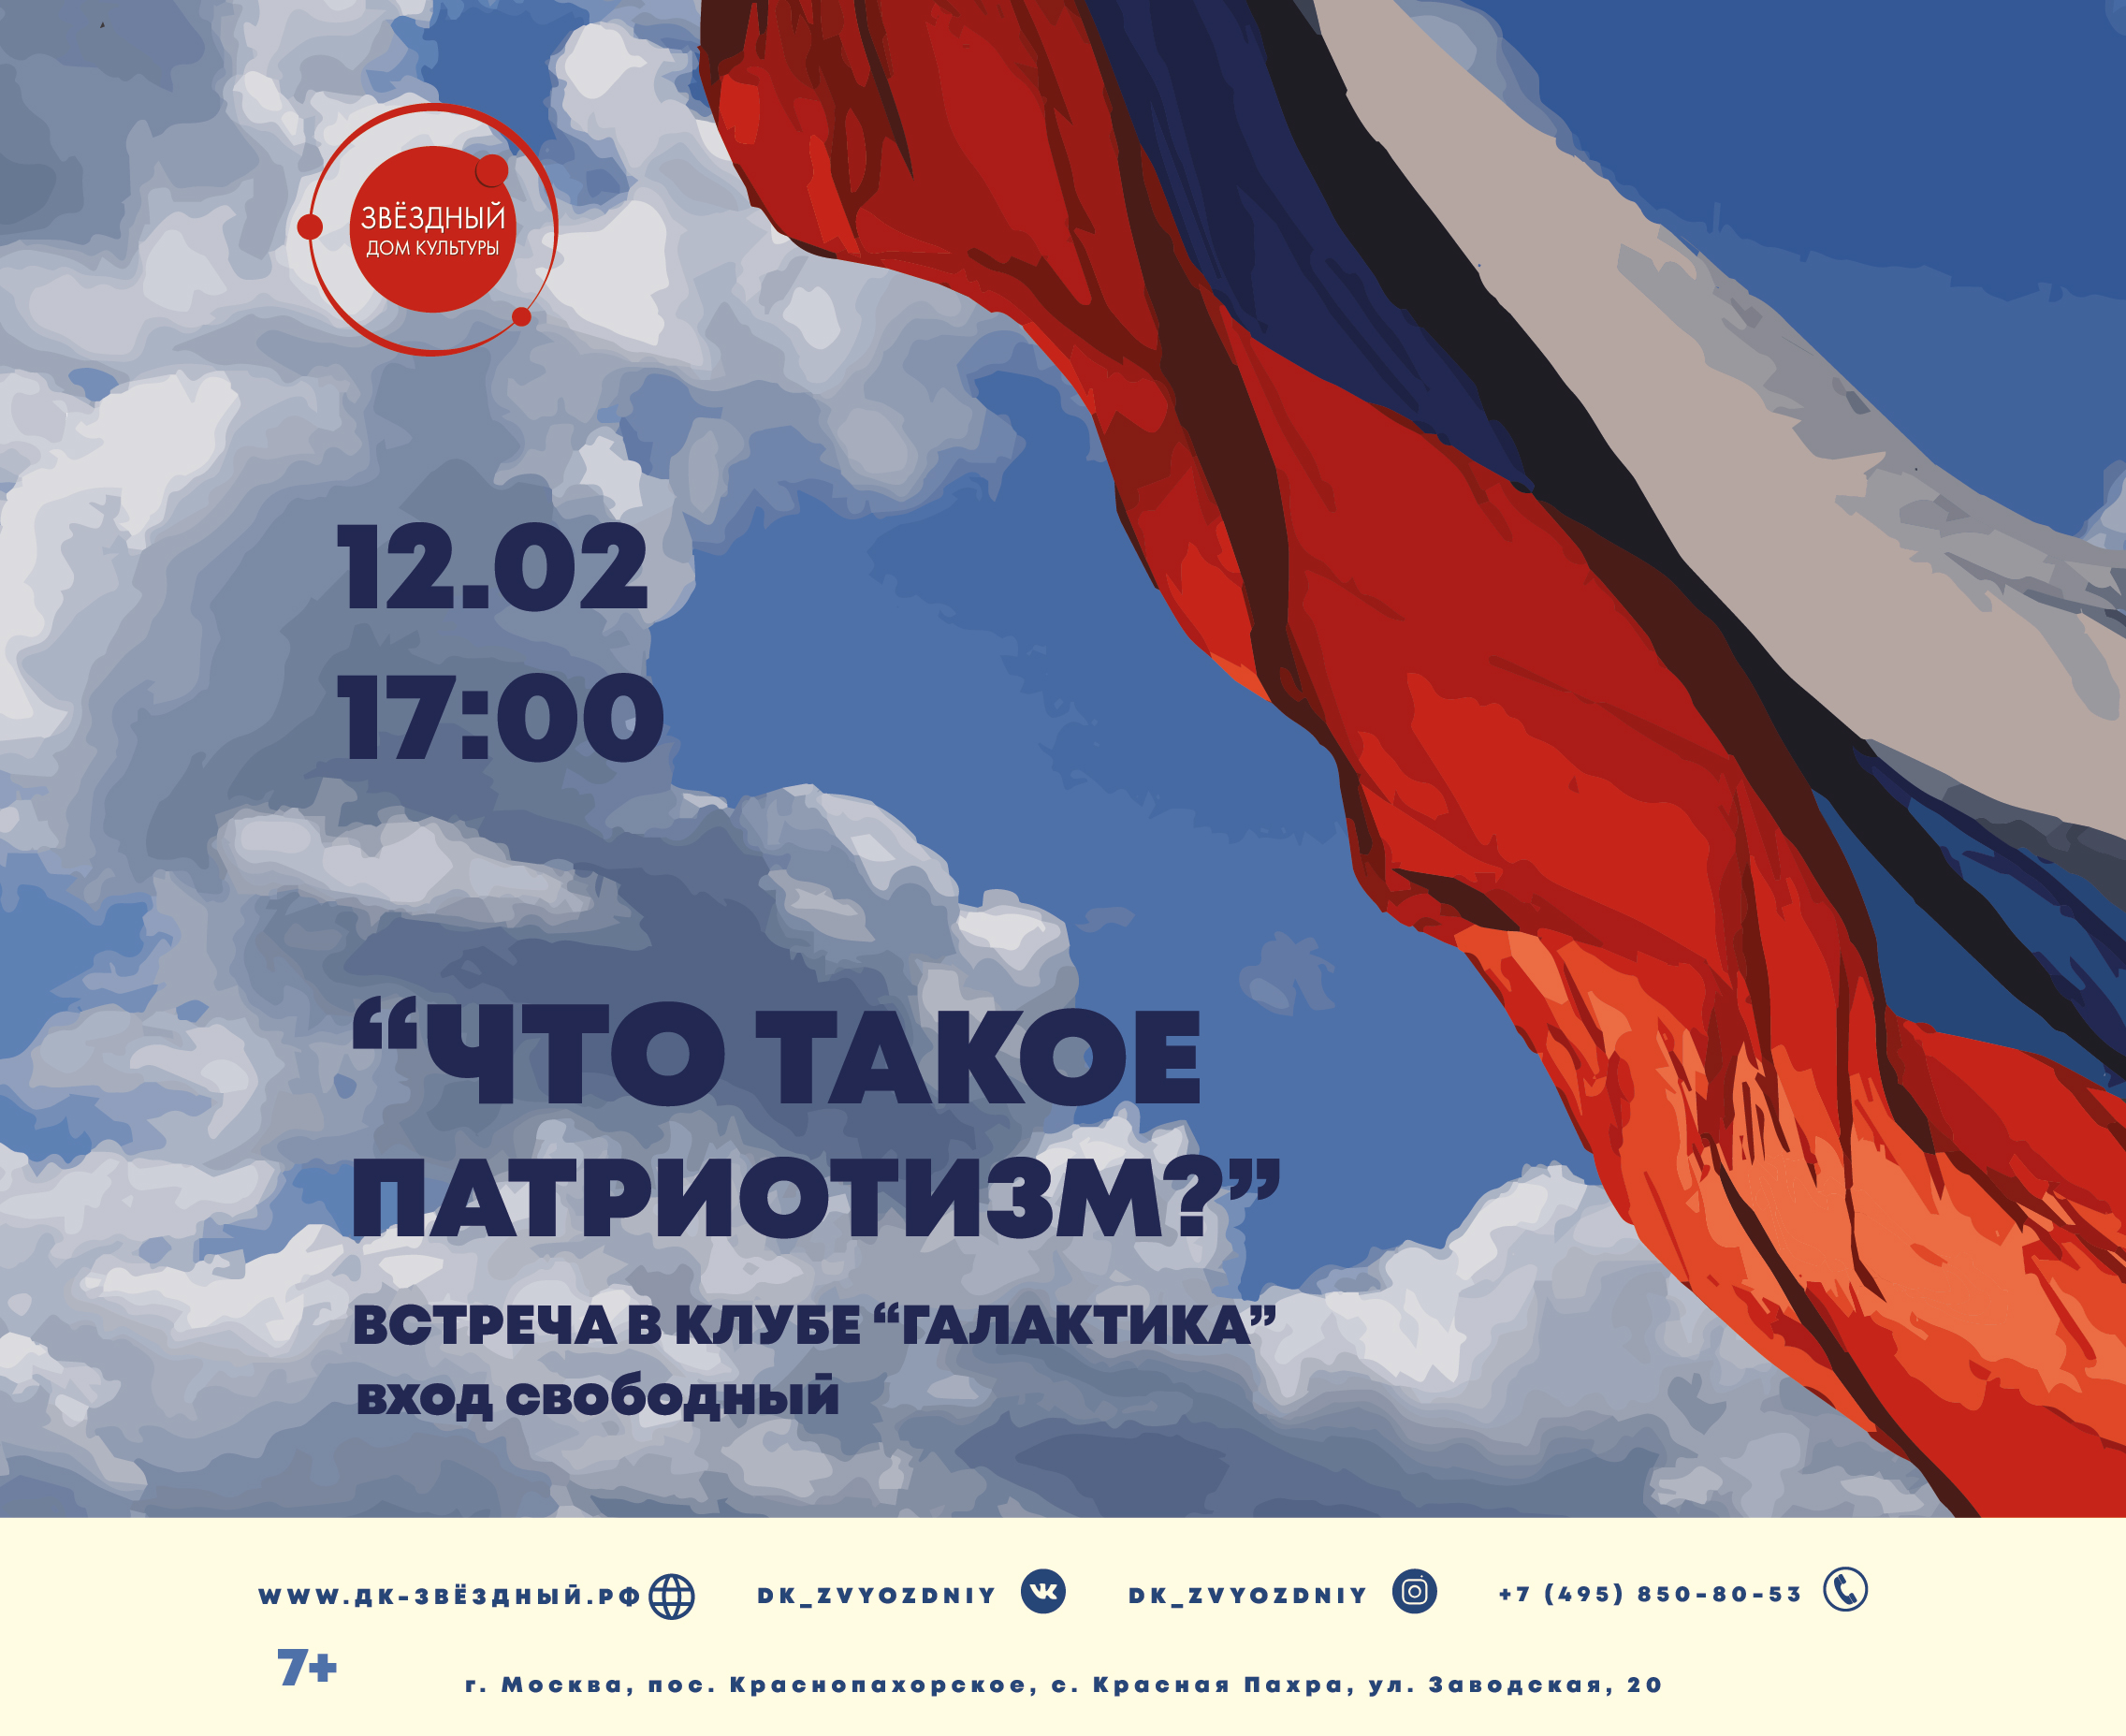 ЗВЁЗДНЫЙ
ДОМ КУЛЬТУРЫ
12.02
17:00
“ЧТО ТАКОЕ
ПАТРИОТИЗМ?”
ВСТРЕЧА В КЛУБЕ “ГАЛАКТИКА”
вход свободный
WWW.ДК-ЗВЁЗДНЫЙ.РФ
DK_ZVYOZDNIY
DK_ZVYOZDNIY
+7 (495) 850-80-53
7+
г. Москва, пос. Краснопахорское, с. Красная Пахра, ул. Заводская, 20